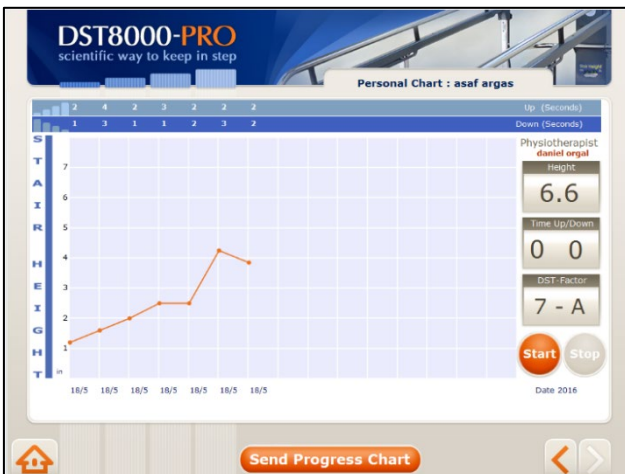 DST8000-PRO
scientific way to keep in step
Personal Chart : asaf argas
2 4 2 3 2 2 2 Up (Seconds)
1 3 1 1 2 3 2 Down (Seconds)
STAIR HEIGHT
7
6
5
4
3
2
1
in
18/5 18/5 18/5 18/5 18/5 18/5 18/5 Date 2016
Physiotherapist
daniel orgal
Height
6.6
Time Up/Down
0 0
DST-Factor
7 - A
Start Stop
Send Progress Chart